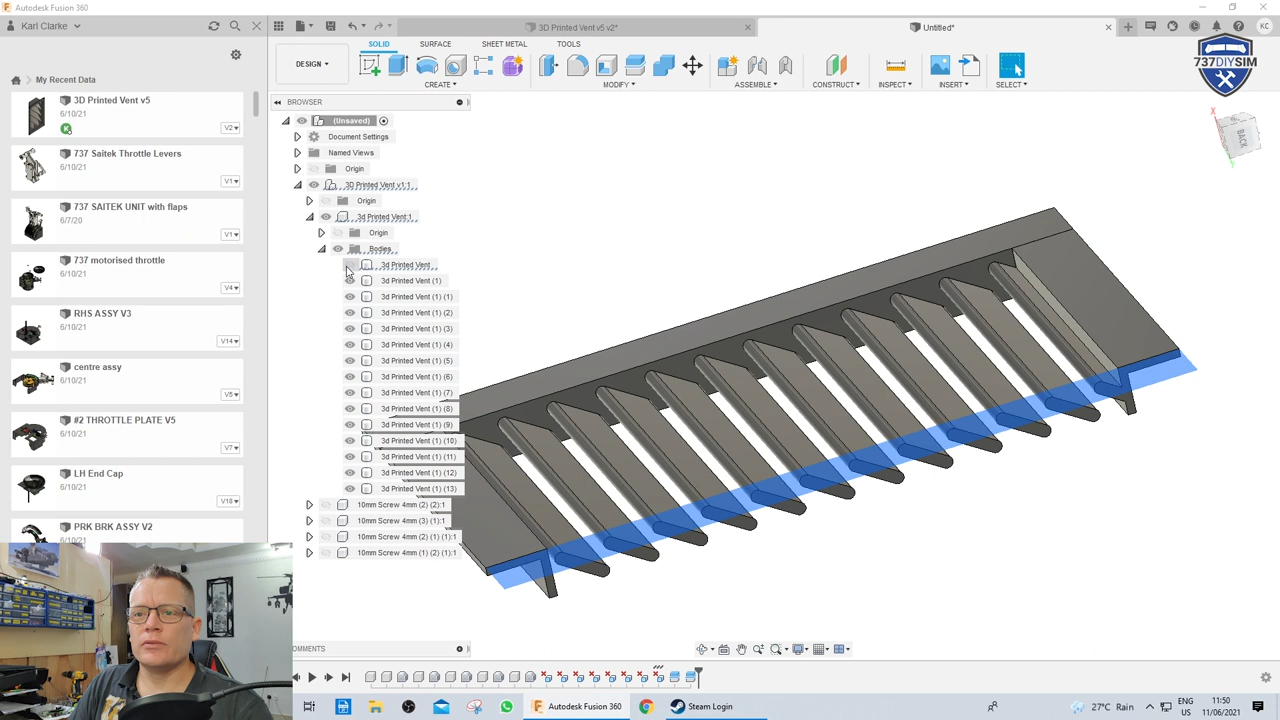 Autodesk Fusion 360
Karl Clarke
3D Printed Vent v5 v2*
Untitled*
KC
My Recent Data
3D Printed Vent v5
6/10/21
K
V2
737 Saitek Throttle Levers
6/10/21
V1
737 SAITEK UNIT with flaps
6/7/20
V1
737 motorised throttle
6/10/21
V4
RHS ASSY V3
6/10/21
V14
centre assy
6/10/21
V5
#2 THROTTLE PLATE V5
6/10/21
V7
LH End Cap
6/10/21
V18
PRK BRK ASSY V2
6/10/21
DESIGN
SOLID
SURFACE
SHEET METAL
TOOLS
CREATE
MODIFY
ASSEMBLE
CONSTRUCT
INSPECT
INSERT
SELECT
737DIYSIM
BROWSER
(Unsaved)
Document Settings
Named Views
Origin
3D Printed Vent v1:1
Origin
3d Printed Vent:1
Origin
Bodies
3d Printed Vent
3d Printed Vent (1)
3d Printed Vent (1) (1)
3d Printed Vent (1) (2)
3d Printed Vent (1) (3)
3d Printed Vent (1) (4)
3d Printed Vent (1) (5)
3d Printed Vent (1) (6)
3d Printed Vent (1) (7)
3d Printed Vent (1) (8)
3d Printed Vent (1) (9)
3d Printed Vent (1) (10)
3d Printed Vent (1) (11)
3d Printed Vent (1) (12)
3d Printed Vent (1) (13)
10mm Screw 4mm (2) (2):1
10mm Screw 4mm (3) (1):1
10mm Screw 4mm (2) (1) (1):1
10mm Screw 4mm (1) (2) (1):1
X
BACK
OMMENTS
Autodesk Fusion 360
Steam Login
27°C Rain
ENG
US
11:50
11/06/2021